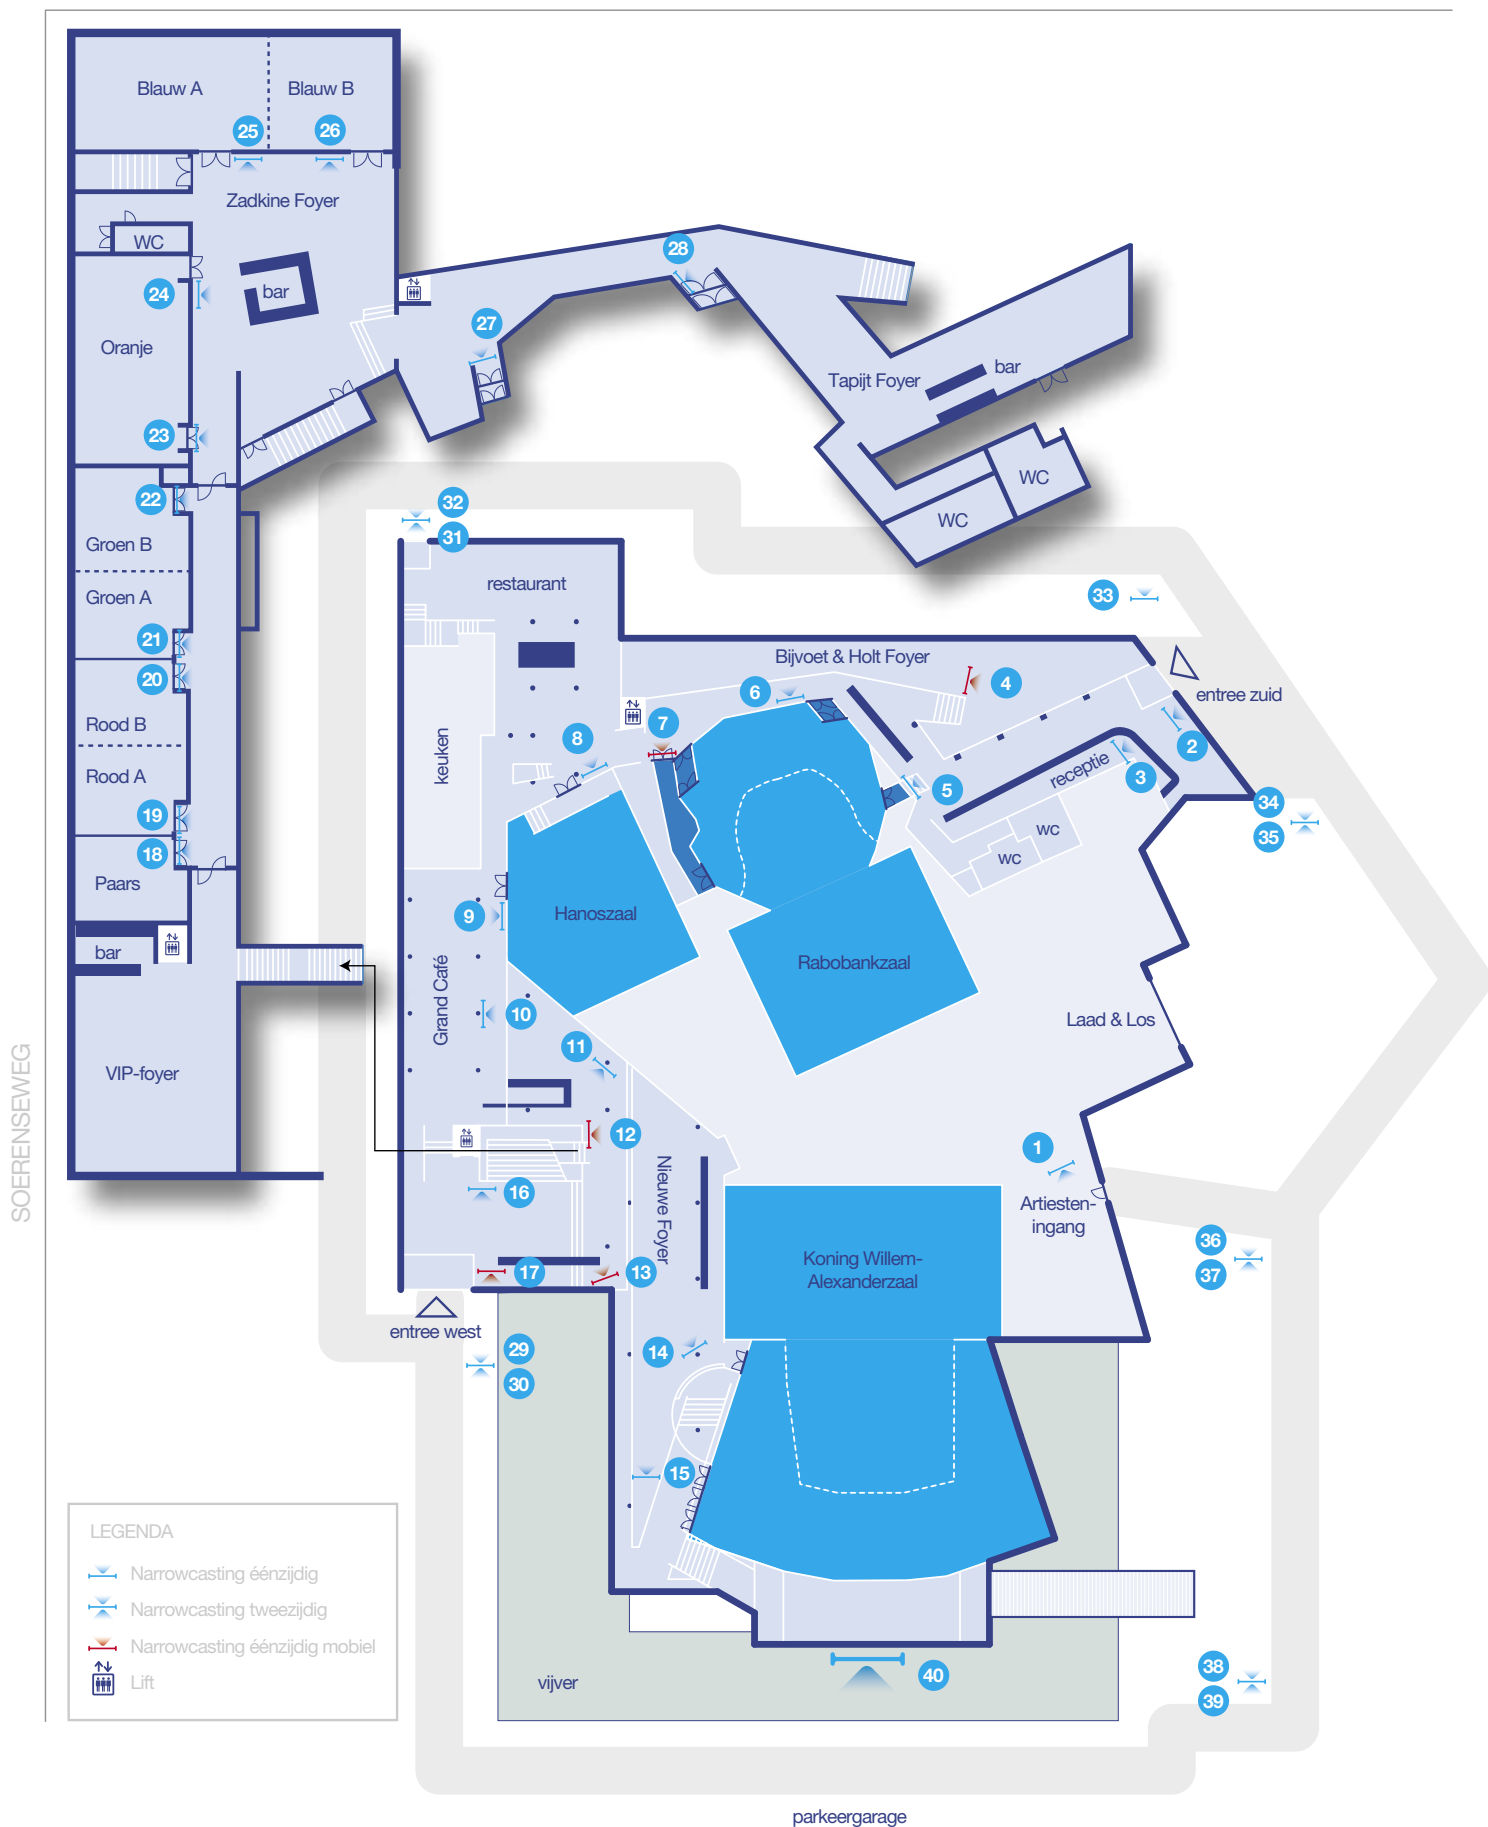 Blauw A
Blauw B
25
26
Zadkine Foyer
WC
24
bar
Oranje
23
28
27
Tapijt Foyer
bar
WC
WC
22
Groen B
Groen A
21
20
Rood B
Rood A
19
18
Paars
bar
VIP-foyer
SOERENSEWEG
32
31
restaurant
33
Bijvoet & Holt Foyer
entree zuid
6
4
7
8
2
3
5
receptie
keuken
wc
wc
34
35
9
Hanoszaal
Rabobankzaal
Grand Café
10
11
Laad & Los
12
1
Nieuwe Foyer
16
Artiesten-
ingang
17
13
Koning Willem-
Alexanderzaal
36
37
entree west
29
30
14
15
LEGENDA
Narrowcasting éénzijdig
Narrowcasting tweezijdig
Narrowcasting éénzijdig mobiel
Lift
vijver
40
38
39
parkeergarage